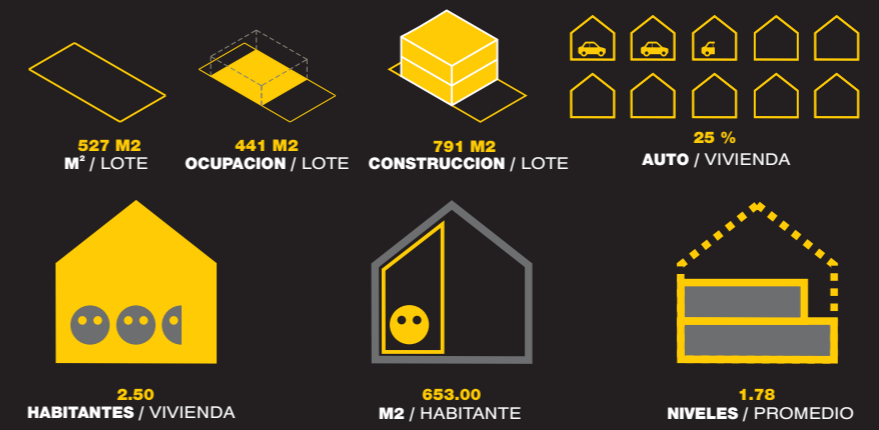 527 M2
M² / LOTE
441 M2
OCUPACION / LOTE
791 M2
CONSTRUCCION / LOTE
25 %
AUTO / VIVIENDA
2.50
HABITANTES / VIVIENDA
653.00
M2 / HABITANTE
1.78
NIVELES / PROMEDIO